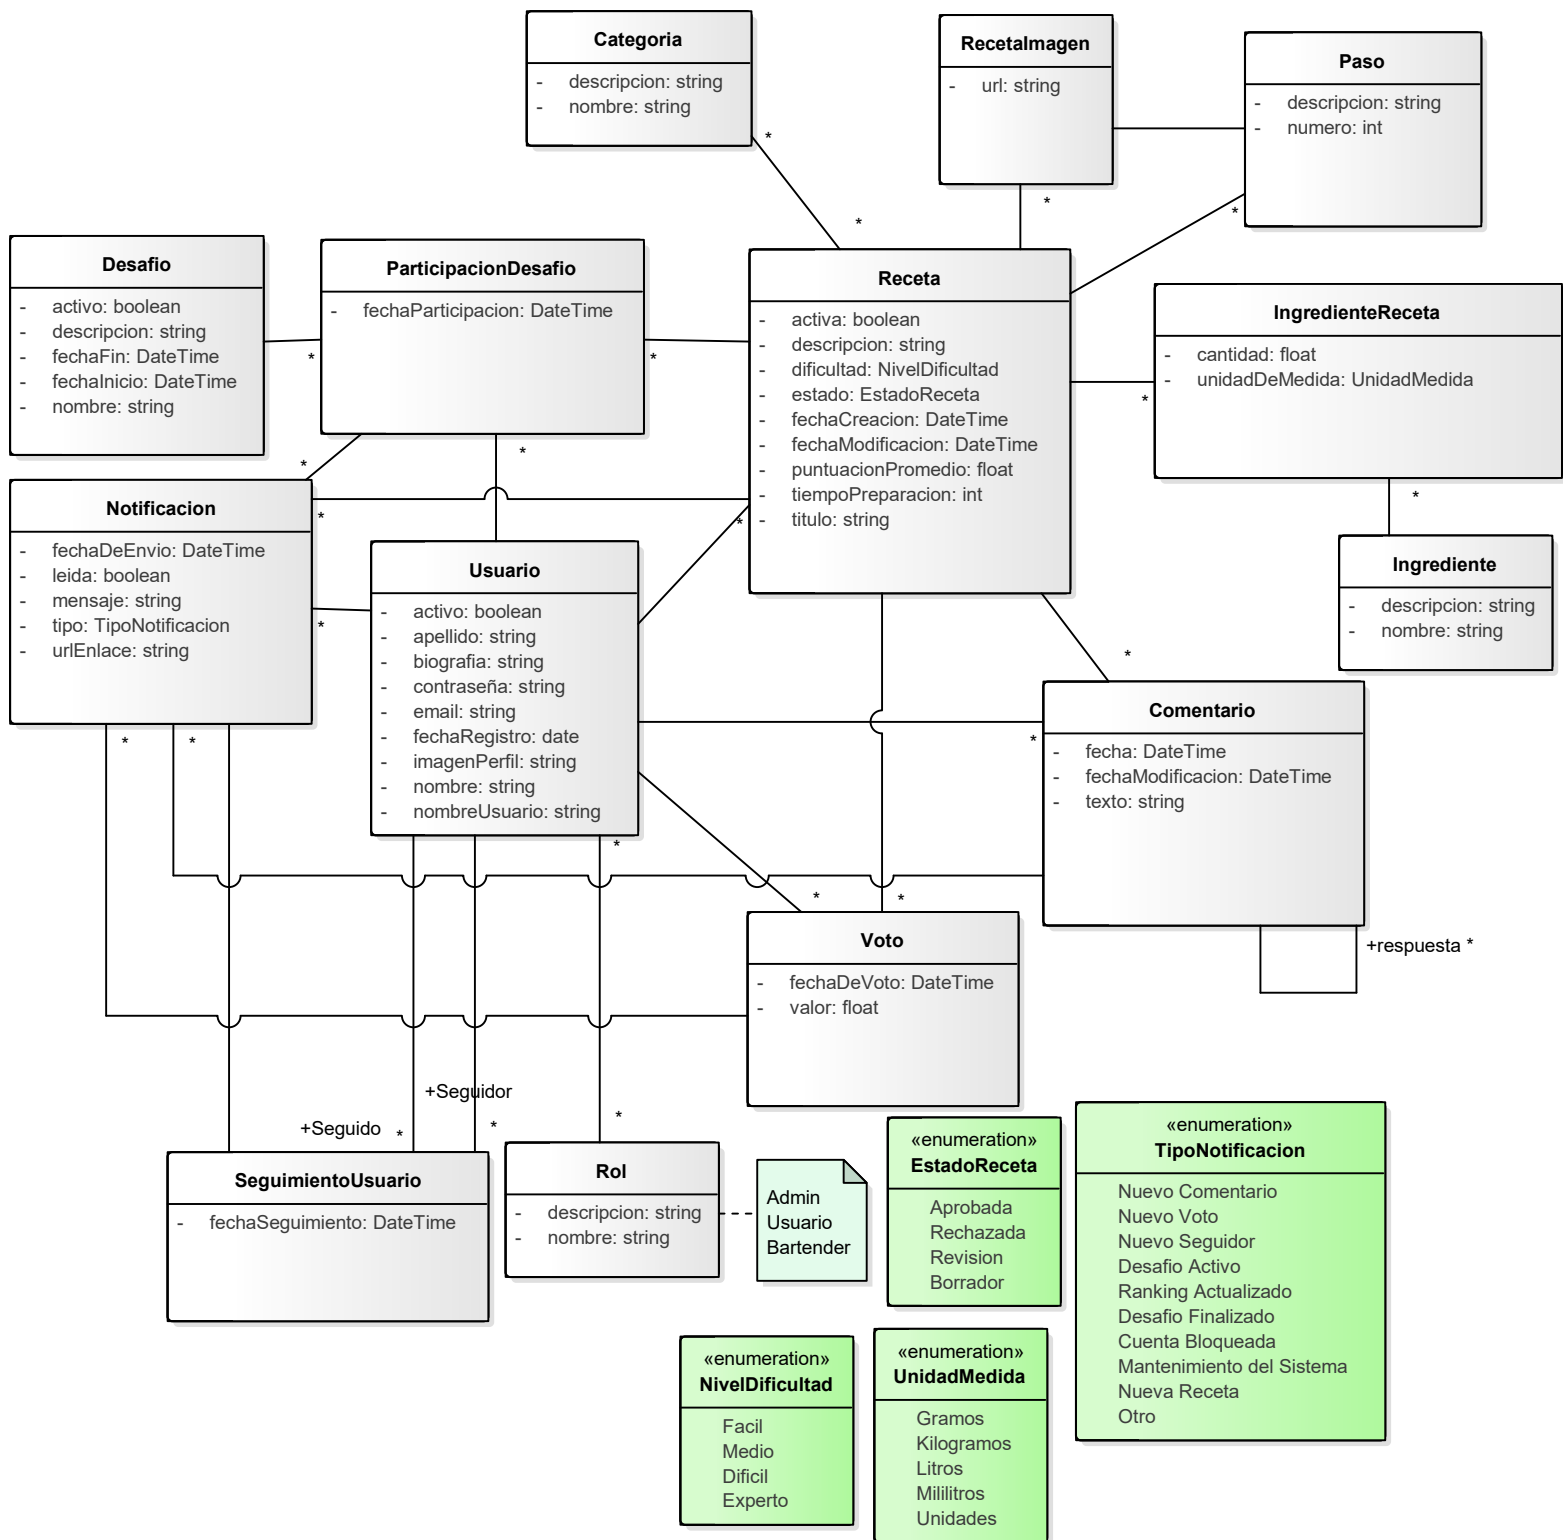 Categoria
- descripcion: string
- nombre: string
*
*
RecetaImagen
- url: string
*
Paso
- descripcion: string
- numero: int
*
Desafio
- activo: boolean
- descripcion: string
- fechaFin: DateTime
- fechaInicio: DateTime
- nombre: string
*
ParticipacionDesafio
- fechaParticipacion: DateTime
*
*
*
Receta
- activa: boolean
- descripcion: string
- dificultad: NivelDificultad
- estado: EstadoReceta
- fechaCreacion: DateTime
- fechaModificacion: DateTime
- puntuacionPromedio: float
- tiempoPreparacion: int
- titulo: string
*
IngredienteReceta
- cantidad: float
- unidadDeMedida: UnidadMedida
*
*
Ingrediente
- descripcion: string
- nombre: string
Notificacion
- fechaDeEnvio: DateTime
- leida: boolean
- mensaje: string
- tipo: TipoNotificacion
- urlEnlace: string
*
*
*
*
Usuario
- activo: boolean
- apellido: string
- biografia: string
- contraseña: string
- email: string
- fechaRegistro: date
- imagenPerfil: string
- nombre: string
- nombreUsuario: string
*
Comentario
- fecha: DateTime
- fechaModificacion: DateTime
- texto: string
*
*
+respuesta *
Voto
- fechaDeVoto: DateTime
- valor: float
*
*
+Seguidor
*
+Seguido
*
*
SeguimientoUsuario
- fechaSeguimiento: DateTime
Rol
- descripcion: string
- nombre: string
Admin
Usuario
Bartender
«enumeration»
EstadoReceta
Aprobada
Rechazada
Revision
Borrador
«enumeration»
TipoNotificacion
Nuevo Comentario
Nuevo Voto
Nuevo Seguidor
Desafio Activo
Ranking Actualizado
Desafio Finalizado
Cuenta Bloqueada
Mantenimiento del Sistema
Nueva Receta
Otro
«enumeration»
NivelDificultad
Facil
Medio
Dificil
Experto
«enumeration»
UnidadMedida
Gramos
Kilogramos
Litros
Mililitros
Unidades